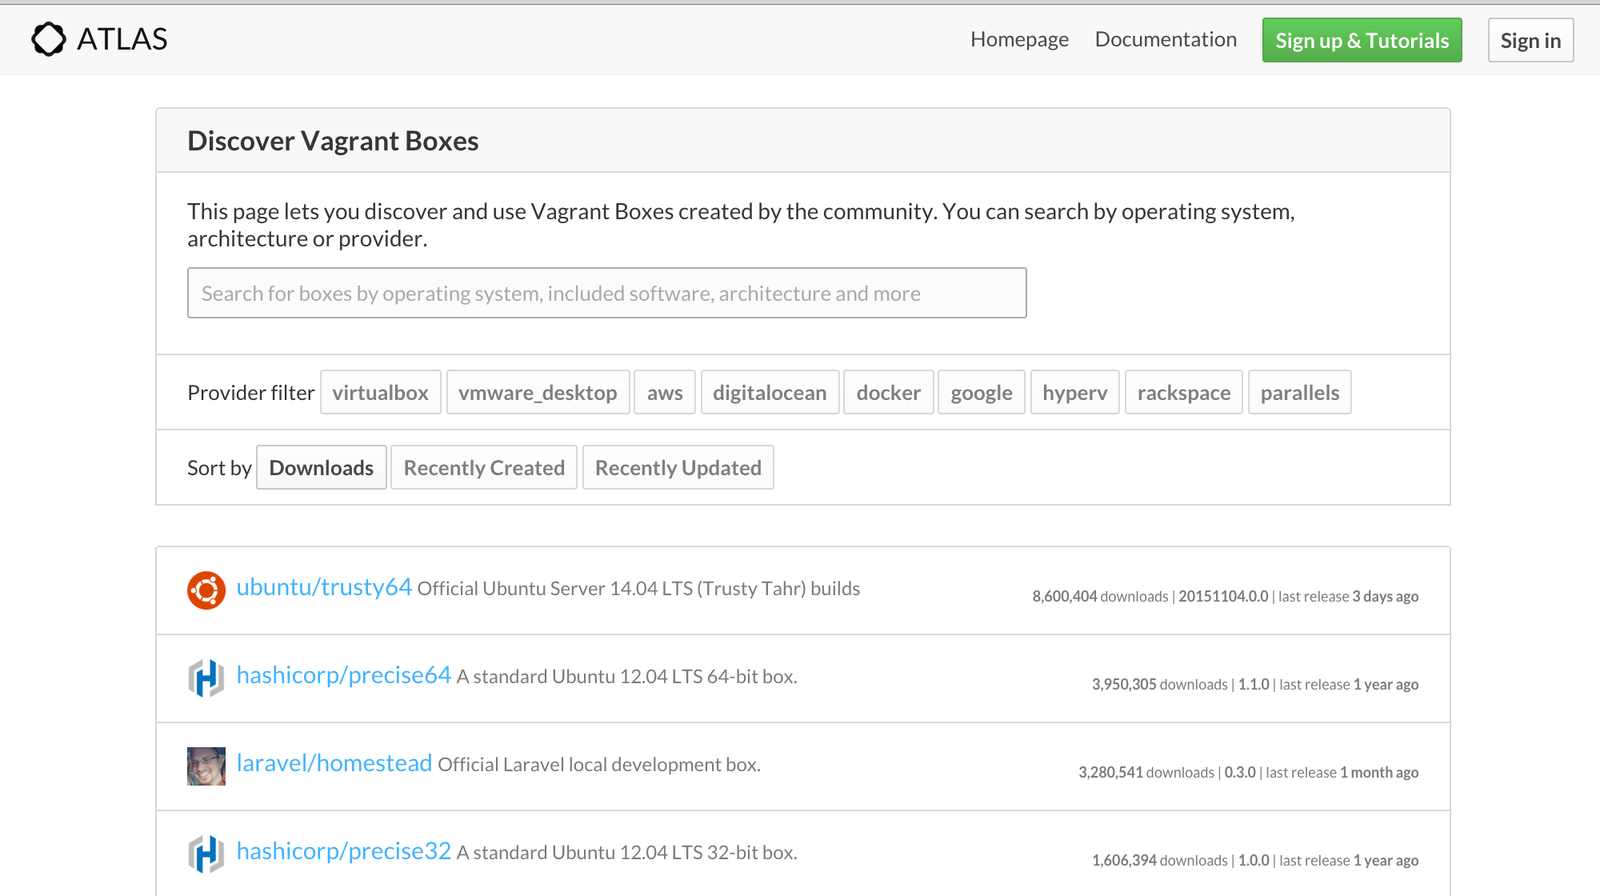 ATLAS
Homepage Documentation Sign up & Tutorials Sign in
Discover Vagrant Boxes
This page lets you discover and use Vagrant Boxes created by the community. You can search by operating system,
architecture or provider.
Search for boxes by operating system, included software, architecture and more
Provider filter virtualbox vmware_desktop aws digitalocean docker google hyperv rackspace parallels
Sort by Downloads Recently Created Recently Updated
ubuntu/trusty64 Official Ubuntu Server 14.04 LTS (Trusty Tahr) builds
8,600,404 downloads | 20151104.0.0 | last release 3 days ago
hashicorp/precise64 A standard Ubuntu 12.04 LTS 64-bit box.
3,950,305 downloads | 1.1.0 | last release 1 year ago
laravel/homestead Official Laravel local development box.
3,280,541 downloads | 0.3.0 | last release 1 month ago
hashicorp/precise32 A standard Ubuntu 12.04 LTS 32-bit box.
1,606,394 downloads | 1.0.0 | last release 1 year ago